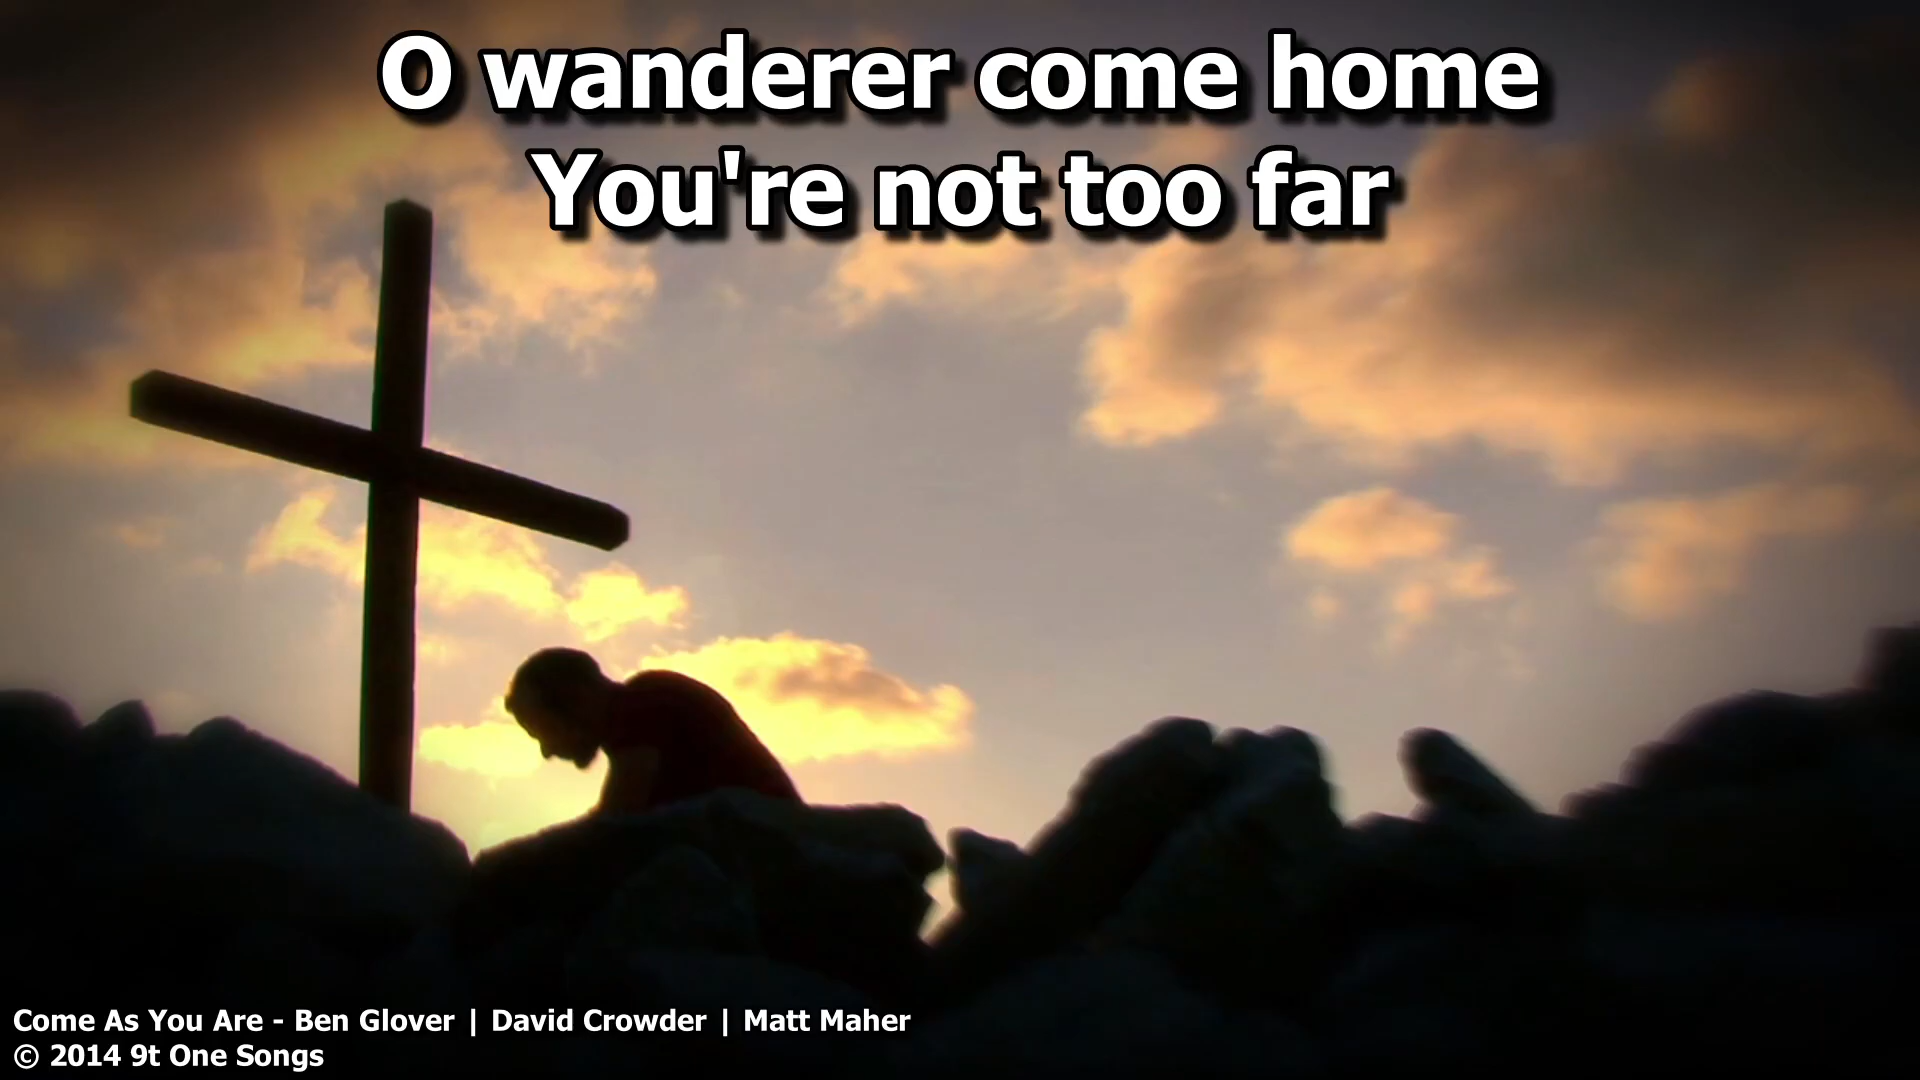 O wanderer come home
You're not too far
Come As You Are - Ben Glover | David Crowder | Matt Maher
© 2014 9t One Songs